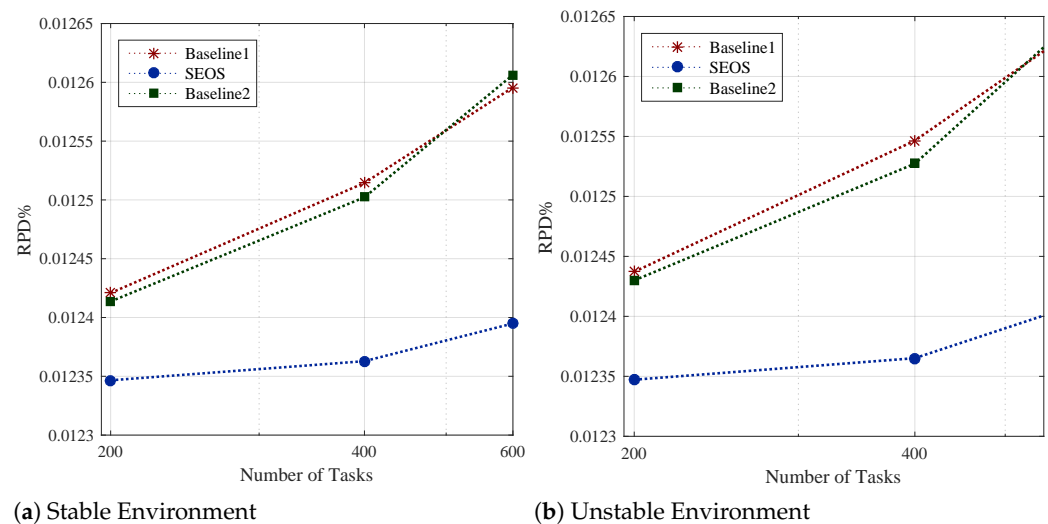 0.01265
0.0126
0.01255
0.0125
0.01245
0.0124
0.01235
0.0123
RPD%
Baseline1
SEOS
Baseline2
200
400
600
Number of Tasks
(a) Stable Environment
0.01265
0.0126
0.01255
0.0125
0.01245
0.0124
0.01235
0.0123
RPD%
Baseline1
SEOS
Baseline2
200
400
Number of Tasks
(b) Unstable Environment